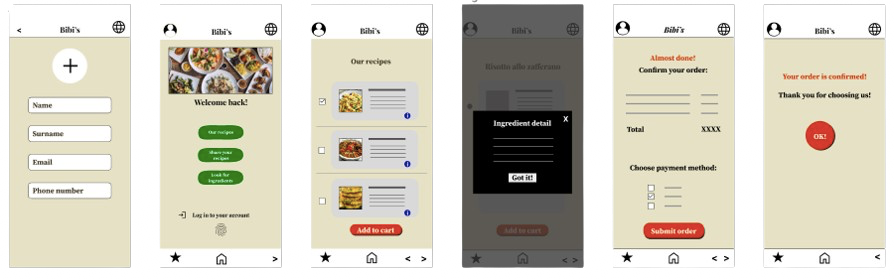 <
Bibi's
+
Name
Surname
Email
Phone number
Bibi's
Welcome back!
Our recipes
Share your
recipes
Look for
ingredients
Log in to your account
>
Bibi's
Our recipes
Add to cart
< >
Bibi's
Risotto allo zafferano
Ingredient detail
X
Got it!
Add to cart
< >
Bibi's
Almost done!
Confirm your order:
Total XXXX
Choose payment method:
Submit order
< >
Bibi's
Your order is confirmed!
Thank you for choosing us!
OK!
<